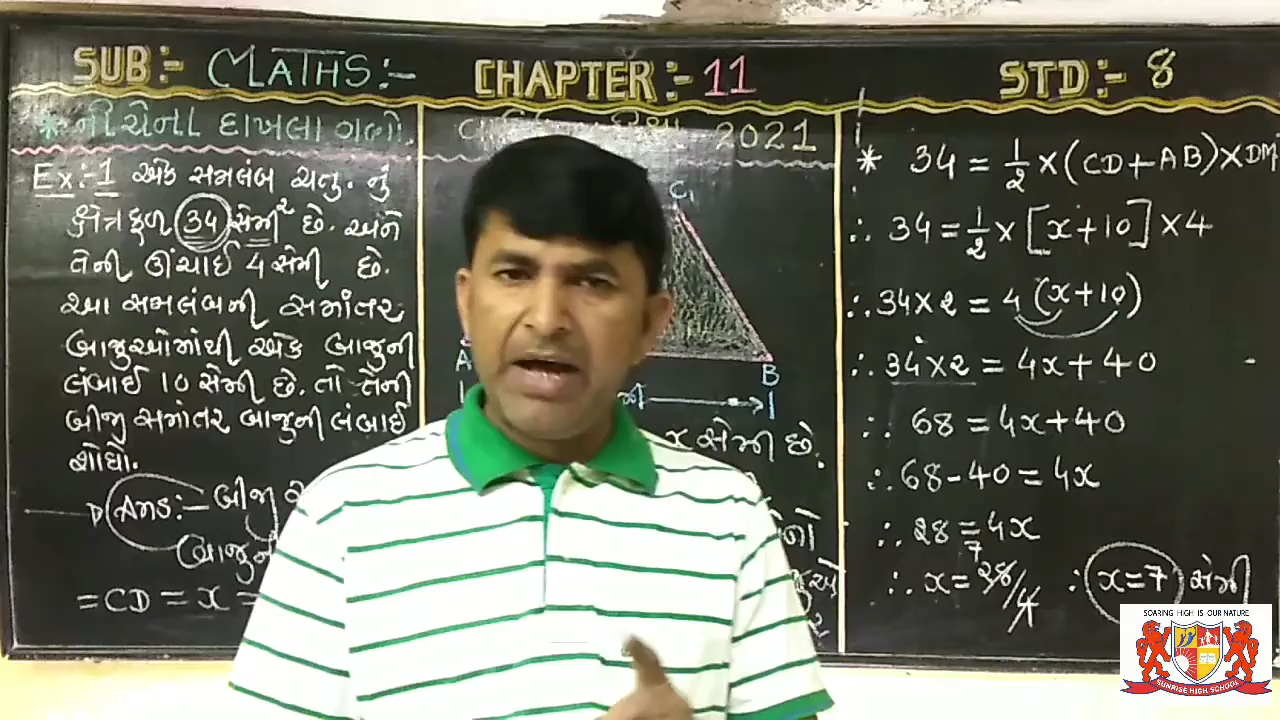 SUB:- MATHS:-
CHAPTER:- 11
STD:- 8
* નીચેના દાખલા ગણો.
Ex:-1 એક સમલંબ ચતુ. નું
ક્ષેત્રફળ 34 સેમી² છે. અને
તેની ઊંચાઈ 4 સેમી છે.
આ સમલંબની સમાંતર
બાજુઓમાંથી એક બાજુની
લંબાઈ 10 સેમી છે. તો તેની
બીજી સમાંતર બાજુની લંબાઈ
શોધો.
Ans:- બીજી
બાજુની
= CD = x =
2021
C
A
B
x સેમી છે.
* 34 = 1/2 × (CD + AB) × DM
∴ 34 = 1/2 × [x + 10] × 4
∴ 34 × 2 = 4 (x + 10)
∴ 34 × 2 = 4x + 40
∴ 68 = 4x + 40
∴ 68 - 40 = 4x
∴ 28 = 4x
∴ x = 28/4 7 ∴ x = 7 સેમી
SOARING HIGH IS OUR NATURE
SUNRISE HIGH SCHOOL